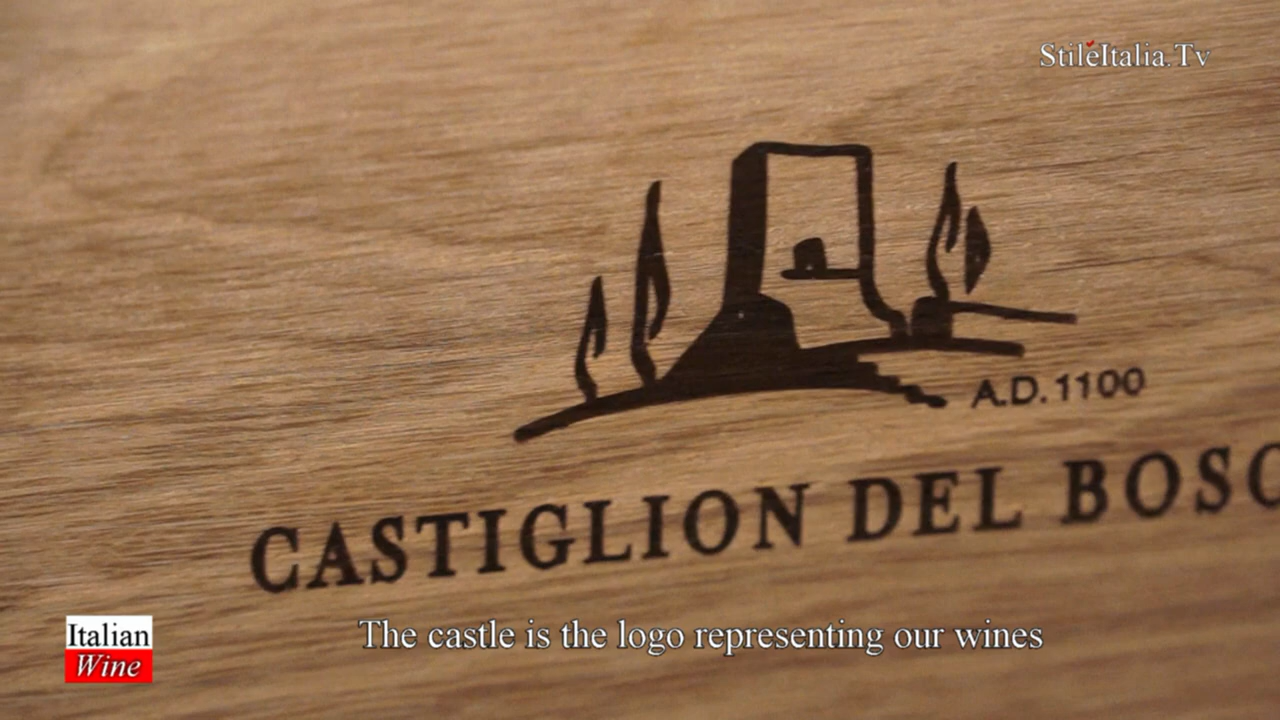 StileItalia.Tv
A.D. 1100
CASTIGLION DEL BOSC
Italian
Wine
The castle is the logo representing our wines